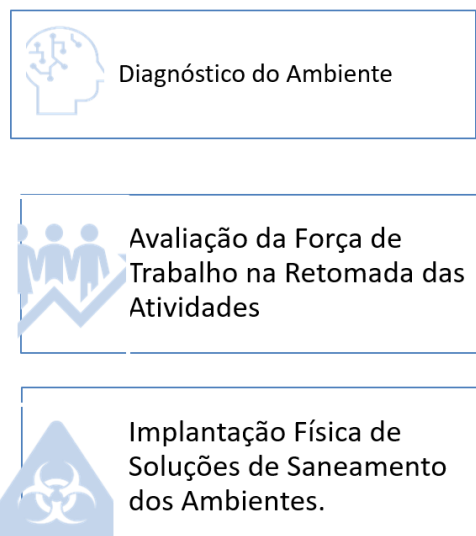 Diagnóstico do Ambiente
Avaliação da Força de
Trabalho na Retomada das
Atividades
Implantação Física de
Soluções de Saneamento
dos Ambientes.